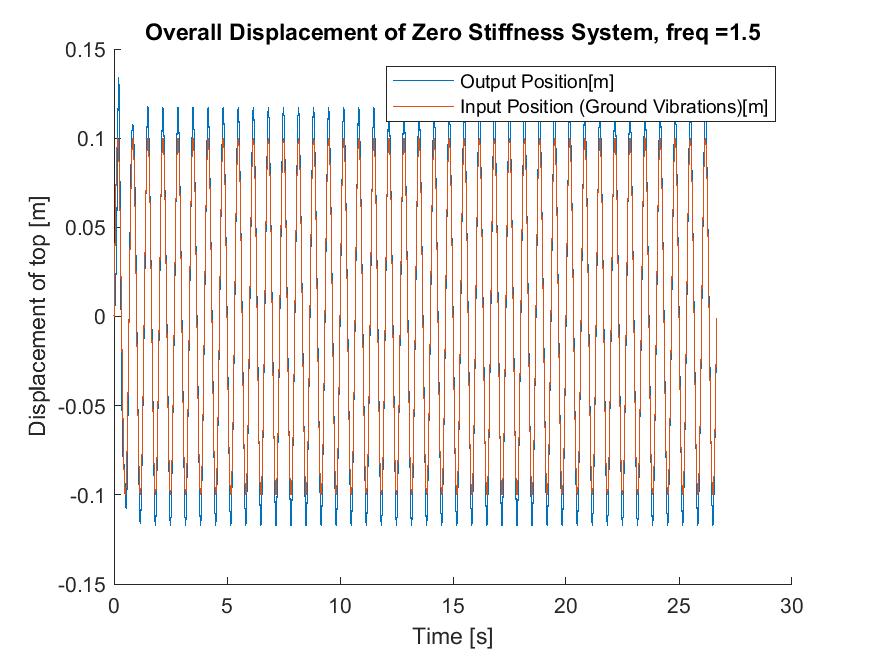 Overall Displacement of Zero Stiffness System, freq =1.5
0.15
Output Position[m]
Input Position (Ground Vibrations)[m]
0.1
0.05
0
-0.05
-0.1
-0.15
Displacement of top [m]
0 5 10 15 20 25 30
Time [s]